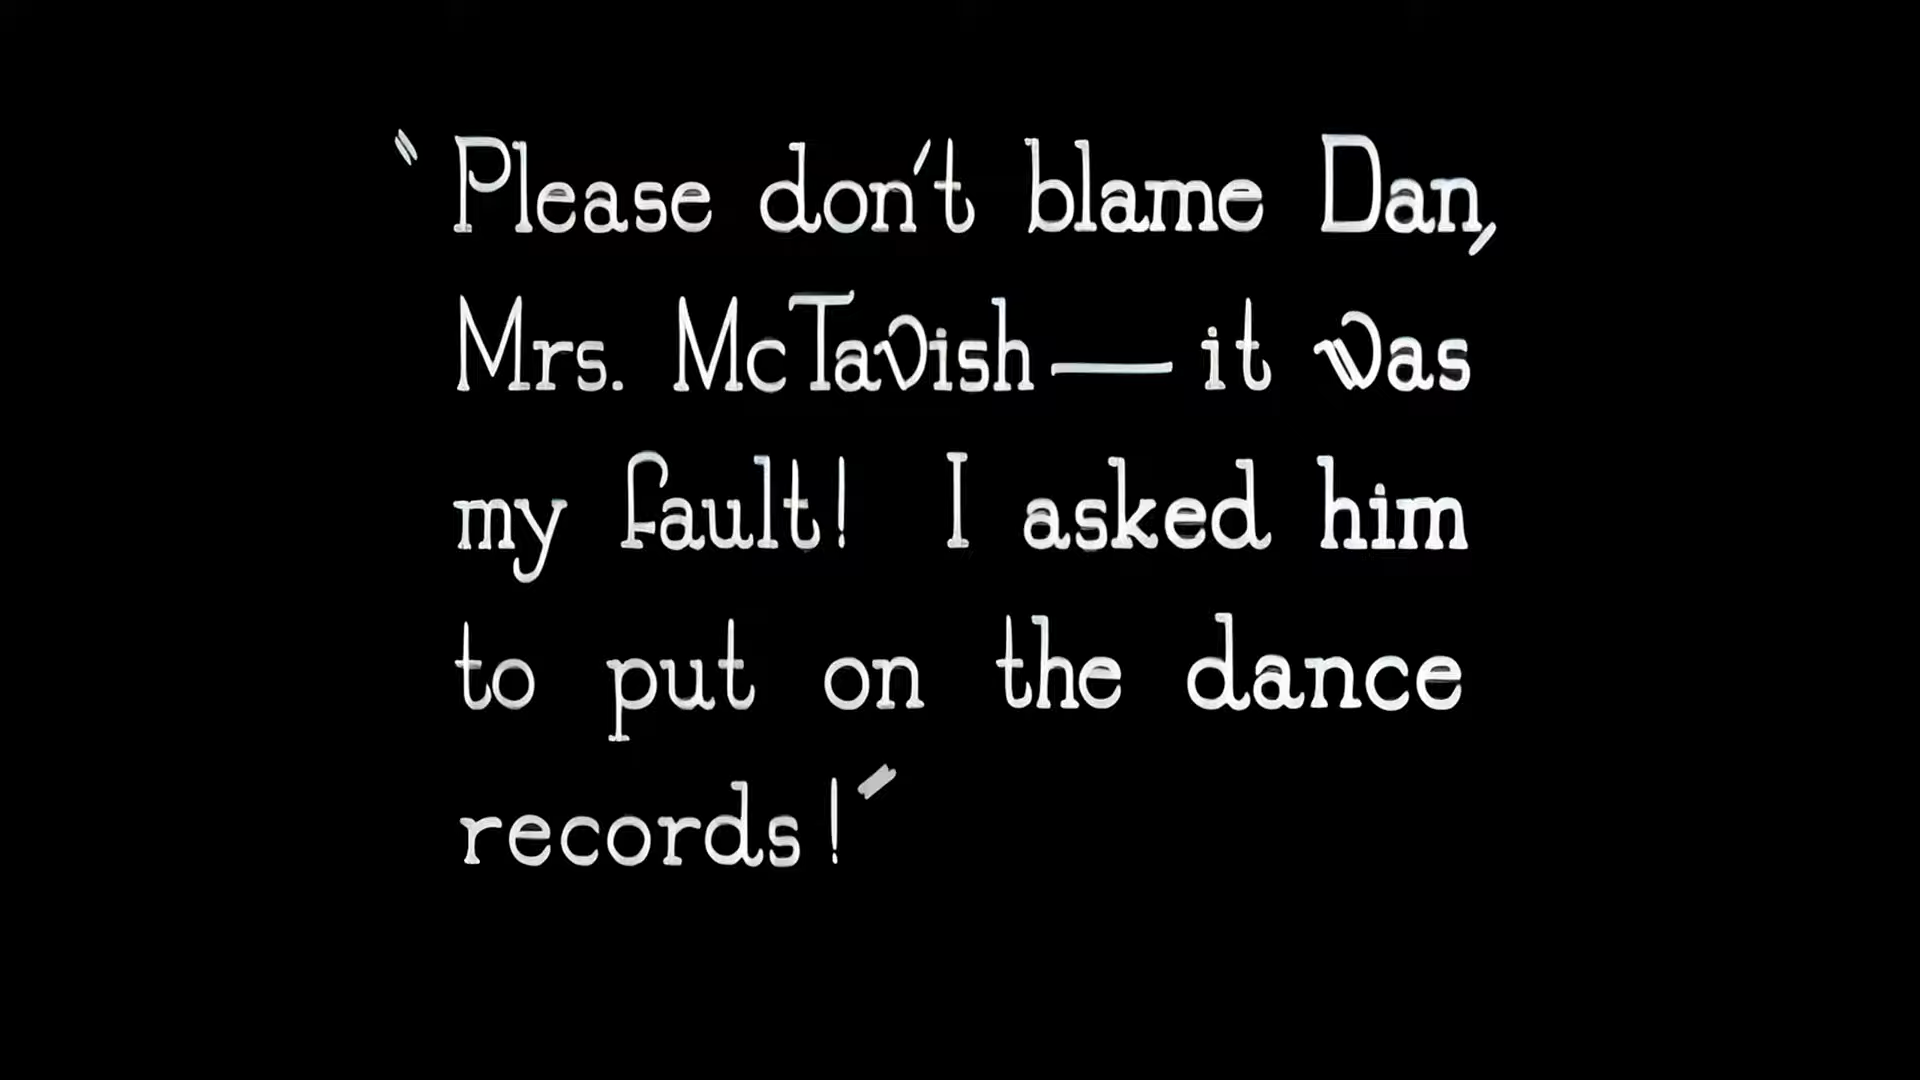 "Please don't blame Dan,
Mrs. McTavish — it was
my fault! I asked him
to put on the dance
records!"